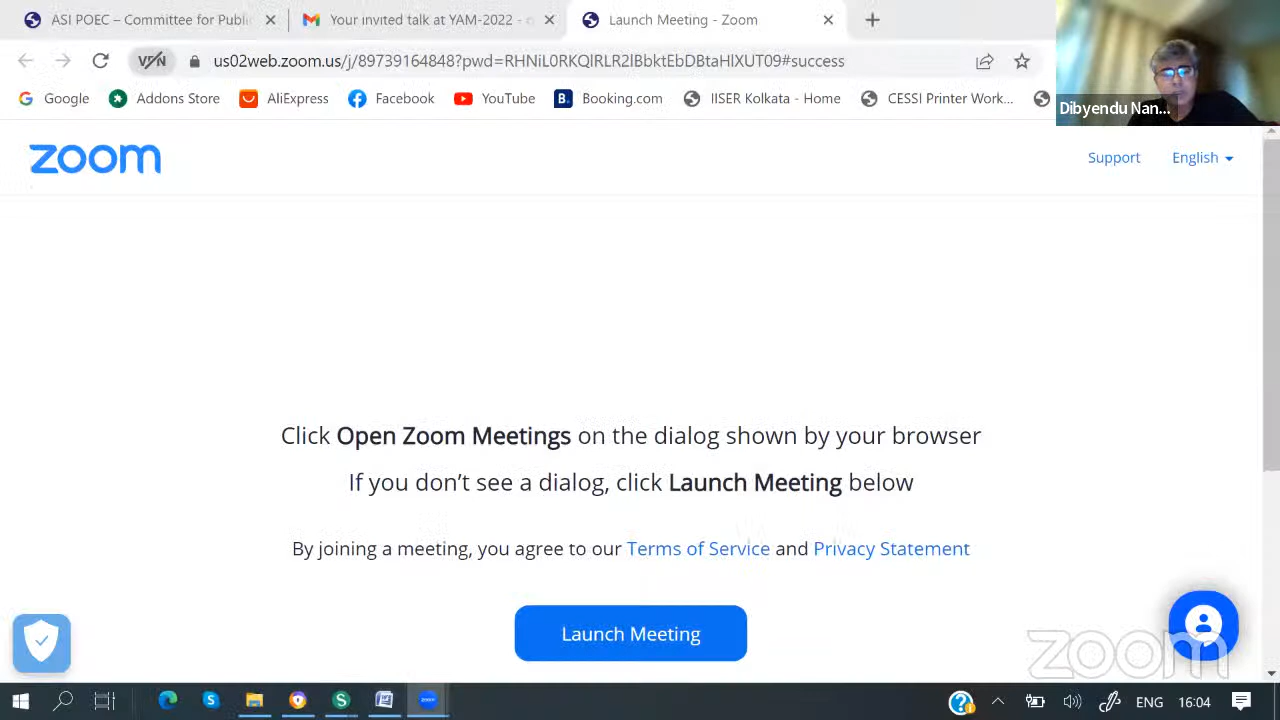 ASI POEC – Committee for Publi
Your invited talk at YAM-2022 -
Launch Meeting - Zoom
VPN
us02web.zoom.us/j/89739164848?pwd=RHNiL0RKQlRLR2lBbktEbDBtaHlXUT09#success
Google
Addons Store
AliExpress
Facebook
YouTube
B.
Booking.com
IISER Kolkata - Home
CESSI Printer Work...
Dibyendu Nan...
zoom
Support
English
Click Open Zoom Meetings on the dialog shown by your browser
If you don’t see a dialog, click Launch Meeting below
By joining a meeting, you agree to our Terms of Service and Privacy Statement
Launch Meeting
zoom
ENG
16:04